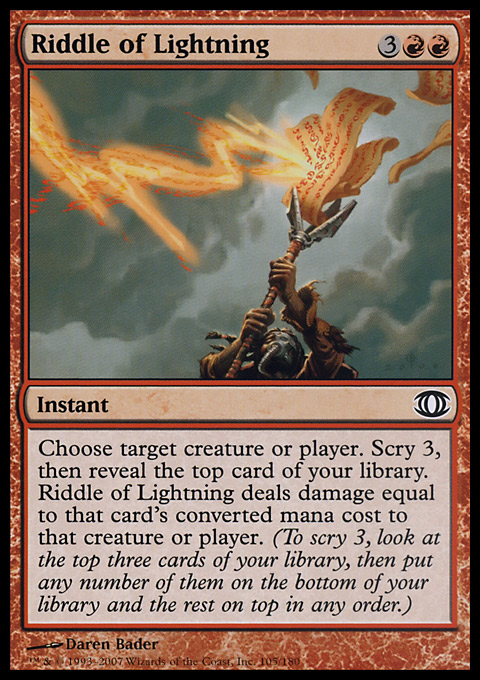 Riddle of Lightning 3
Instant
Choose target creature or player. Scry 3,
then reveal the top card of your library.
Riddle of Lightning deals damage equal
to that card's converted mana cost to
that creature or player. (To scry 3, look at
the top three cards of your library, then put
any number of them on the bottom of your
library and the rest on top in any order.)
Daren Bader
™ & © 1993-2007 Wizards of the Coast, Inc. 105/180